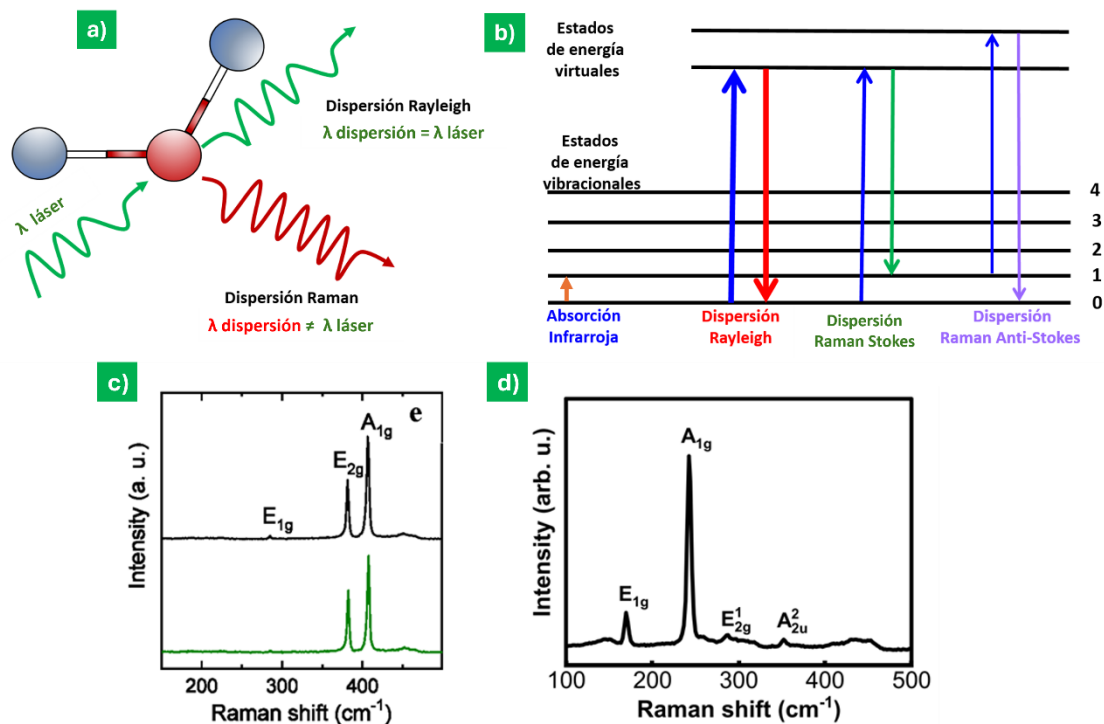 a)
Dispersión Rayleigh
λ dispersión = λ láser
λ láser
Dispersión Raman
λ dispersión ≠ λ láser
b)
Estados
de energía
virtuales
Estados
de energía
vibracionales
4
3
2
1
0
Absorción
Infrarroja
Dispersión
Rayleigh
Dispersión
Raman Stokes
Dispersión
Raman Anti-Stokes
c)
e
A1g
E2g
E1g
Intensity (a. u.)
200 300 400
Raman shift (cm-1)
d)
A1g
E1g
E12g
A22u
Intensity (arb. u.)
100 200 300 400 500
Raman shift (cm-1)